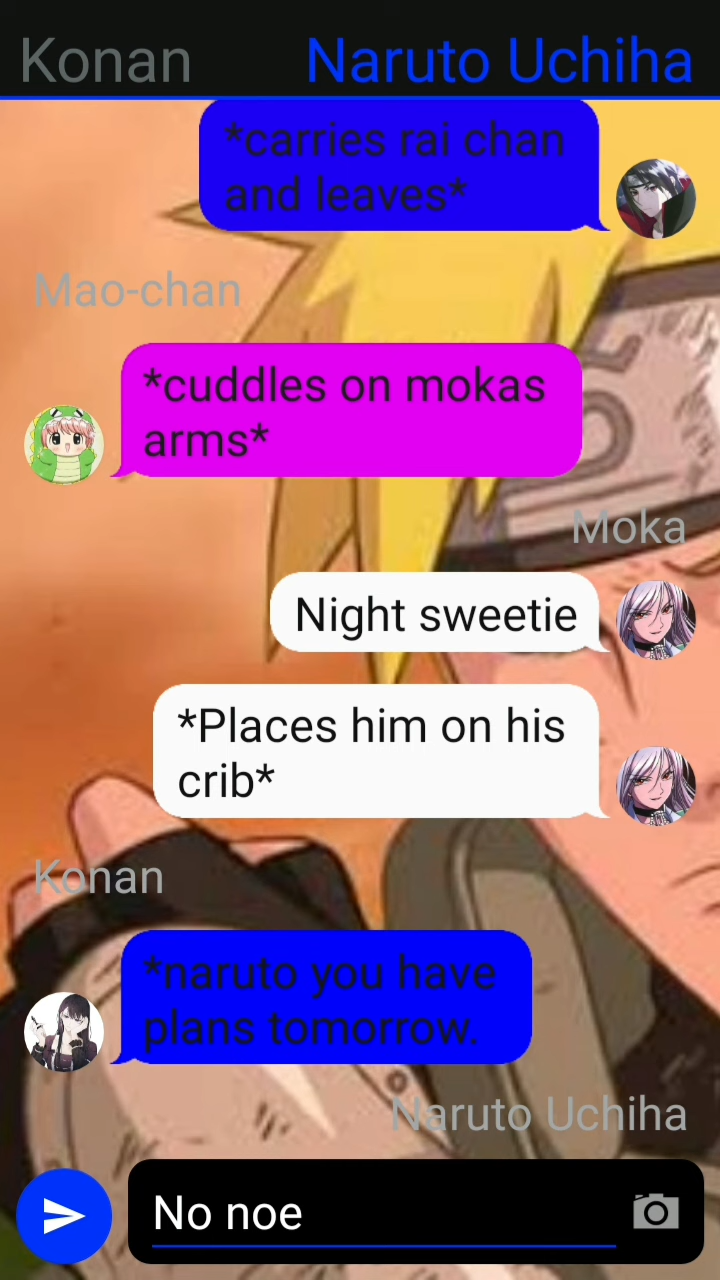 Konan
Naruto Uchiha
*carries rai chan
and leaves*
Mao-chan
*cuddles on mokas
arms*
Moka
Night sweetie
*Places him on his
crib*
Konan
*naruto you have
plans tomorrow.
Naruto Uchiha
No noe